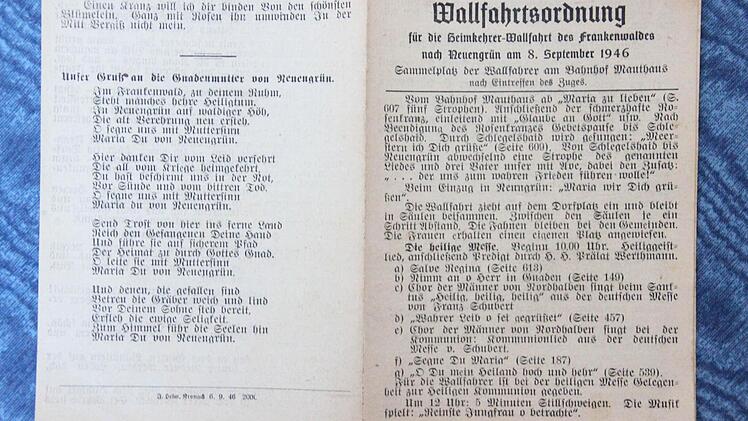 Einen Kranz will ich dir binden Von den schönsten
Blümelein. Ganz mit Rosen ihn umwinden In der
Mitt Vergiß nicht mein.
Unser Gruß an die Gnadenmutter von Neuengrün.
Im Frankenwald, zu deinem Ruhm,
Steht manches hehre Heiligtum.
In Neuengrün auf waldiger Höh,
Die alt Verehrung neu ersteh.
O segne uns mit Muttersinn
Maria Du von Neuengrün.
Hier danken Dir vom Leid versehrt
Die all vom Kriege heimgekehrt.
Du hast beschirmt uns in der Not,
Vor Sünde und vom bittren Tod.
O segne uns mit Muttersinn
Maria du von Neuengrün.
Send Trost von hier ins ferne Land
Reich den Gefangenen Deine Hand
Und führe sie auf sicherem Pfad
Der Heimat zu durch Gottes Gnad.
O leite sie mit Muttersinn
Maria Du von Neuengrün.
Und denen, die gefallen sind
Betreu die Gräber weich und lind
Vor Deinem Sohne steh bereit,
Erfleh die ewige Seligkeit.
Zum Himmel führ die Seelen hin
Maria Du von Neuengrün.
Kronach 6. 9. 46
Wallfahrtsordnung
für die Heimkehrer-Wallfahrt des Frankenwaldes
nach Neuengrün am 8. September 1946
Sammelplatz der Wallfahrer am Bahnhof Mauthaus
nach Eintreffen des Zuges.
Vom Bahnhof Mauthaus ab „Maria zu lieben“ (S.
607 fünf Strophen). Anschließend der schmerzhafte Ro-
senkranz, einleitend mit „Glaube an Gott“ usw. Nach
Beendigung des Rosenkranzes Gebetspause bis Schle-
gelshaid. Durch Schlegelshaid wird gesungen: „Meer-
stern ich Dich grüße“ (Seite 609). Von Schlegelshaid bis
Neuengrün abwechselnd eine Strophe des genannten
Liedes und drei Vater unser mit Ave, dabei den Zusatz:
„. . . der uns zum wahren Frieden führen wolle!“
Beim Einzug in Neungrün: „Maria wir Dich grü-
ßen“.
Die Wallfahrt zieht auf dem Dorfplatz ein und bleibt
in Säulen beisammen. Zwischen den Säulen je ein
Schritt Abstand. Die Fahnen bleiben bei den Gemeinden.
Die Frauen erhalten einen eigenen Platz angewiesen.
Die heilige Messe. Beginn 10.00 Uhr. Heiliggeist-
lied, anschließend Predigt durch H. H. Prälat Werthmann.
a) Salve Regina (Seite 618)
b) Nimm an o Herr in Gnaden (Seite 149)
c) Chor der Männer von Nordhalben singt beim Sanc-
tus „Heilig, heilig, heilig“ aus der deutschen Messe
von Franz Schubert
d) „Wahrer Leib o sei gegrüßet“ (Seite 457)
e) Chor der Männer von Nordhalben singt bei der
Kommunion: Kommunionlied aus der deutschen
Messe v. Schubert.
f) „Segne Du Maria“ (Seite 187)
g) „O Du mein Heiland hoch und hehr“ (Seite 539).
Für die Wallfahrer ist bei der heiligen Messe Gelegen-
heit zur Heiligen Kommunion gegeben.
Um 12 Uhr: 5 Minuten Stillschweigen. Die Musik
spielt: „Reinste Jungfrau o betrachte“.